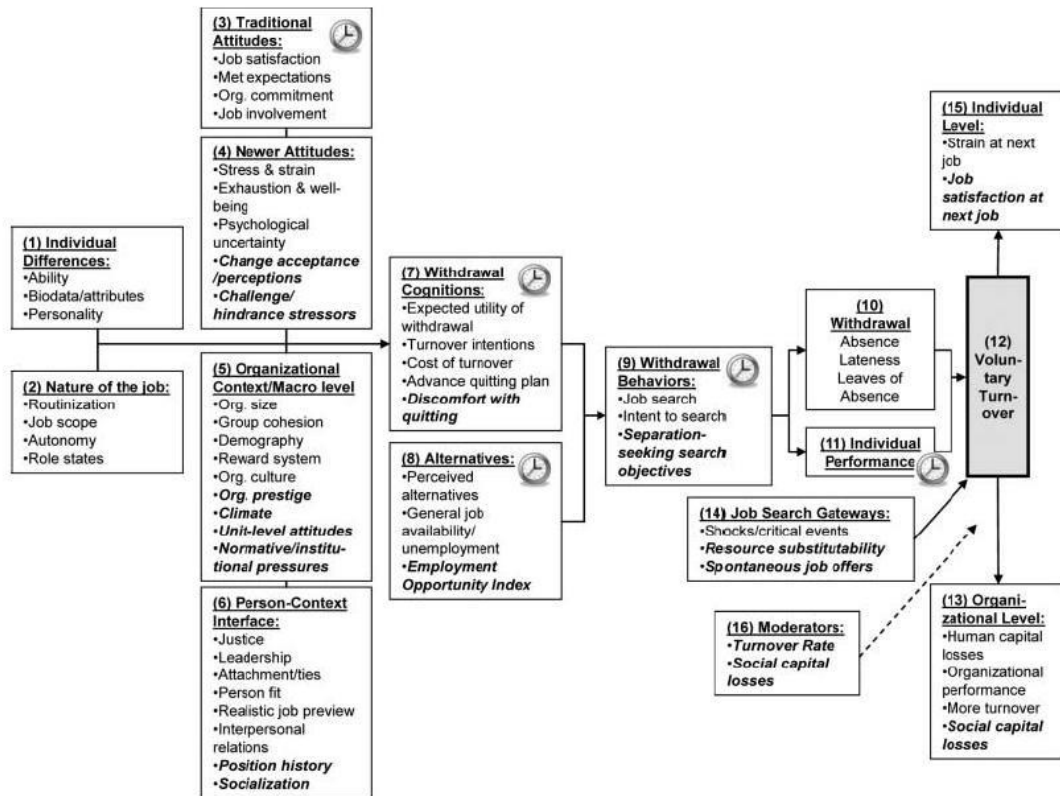 (3) Traditional
Attitudes:
•Job satisfaction
•Met expectations
•Org. commitment
•Job involvement
(4) Newer Attitudes:
•Stress & strain
•Exhaustion & well-
being
•Psychological
uncertainty
•Change acceptance
/perceptions
•Challenge/
hindrance stressors
(1) Individual
Differences:
•Ability
•Biodata/attributes
•Personality
(2) Nature of the job:
•Routinization
•Job scope
•Autonomy
•Role states
(5) Organizational
Context/Macro level
•Org. size
•Group cohesion
•Demography
•Reward system
•Org. culture
•Org. prestige
•Climate
•Unit-level attitudes
•Normative/institu-
tional pressures
(6) Person-Context
Interface:
•Justice
•Leadership
•Attachment/ties
•Person fit
•Realistic job preview
•Interpersonal
relations
•Position history
•Socialization
(7) Withdrawal
Cognitions:
•Expected utility of
withdrawal
•Turnover intentions
•Cost of turnover
•Advance quitting plan
•Discomfort with
quitting
(8) Alternatives:
•Perceived
alternatives
•General job
availability/
unemployment
•Employment
Opportunity Index
(9) Withdrawal
Behaviors:
•Job search
•Intent to search
•Separation-
seeking search
objectives
(10)
Withdrawal
Absence
Lateness
Leaves of
Absence
(11) Individual
Performance
(12)
Volun-
tary
Turn-
over
(14) Job Search Gateways:
•Shocks/critical events
•Resource substitutability
•Spontaneous job offers
(16) Moderators:
•Turnover Rate
•Social capital
losses
(15) Individual
Level:
•Strain at next
job
•Job
satisfaction at
next job
(13) Organi-
zational Level:
•Human capital
losses
•Organizational
performance
•More turnover
•Social capital
losses